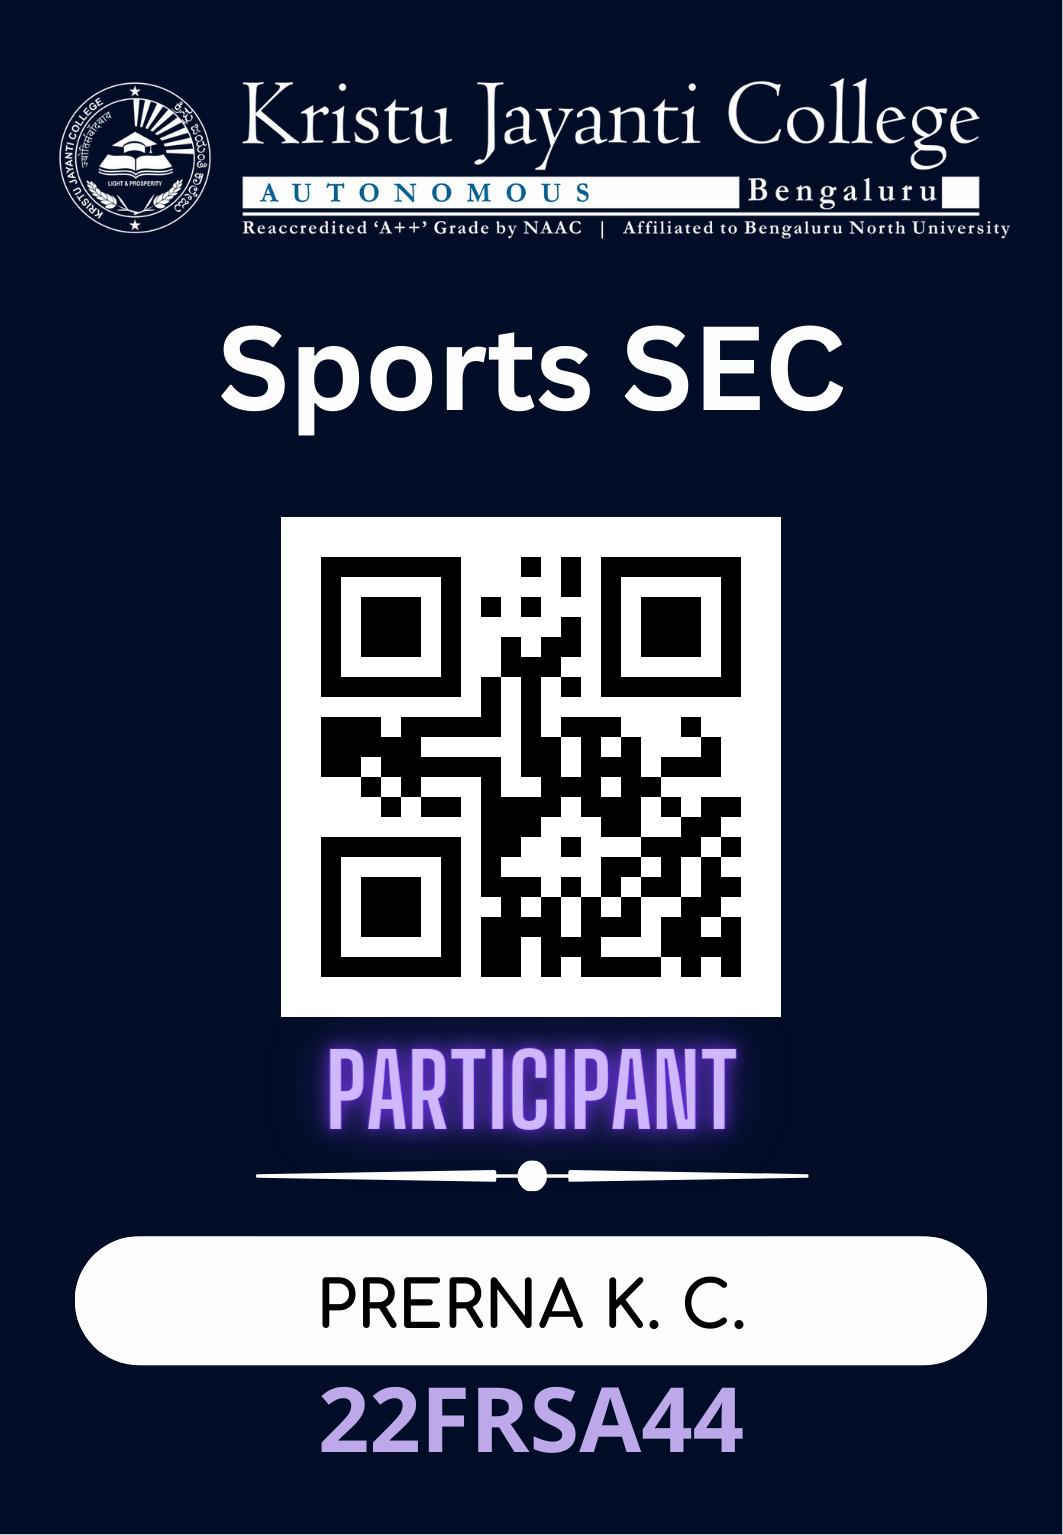 Kristu Jayanti College
AUTONOMOUS Bengaluru
Reaccredited ‘A++’ Grade by NAAC | Affiliated to Bengaluru North University
KRISTU JAYANTI COLLEGE
ಕ್ರಿಸ್ತು ಜಯಂತಿ ಕಾಲೇಜು
LIGHT & PROSPERITY
Sports SEC
PARTICIPANT
PRERNA K. C.
22FRSA44